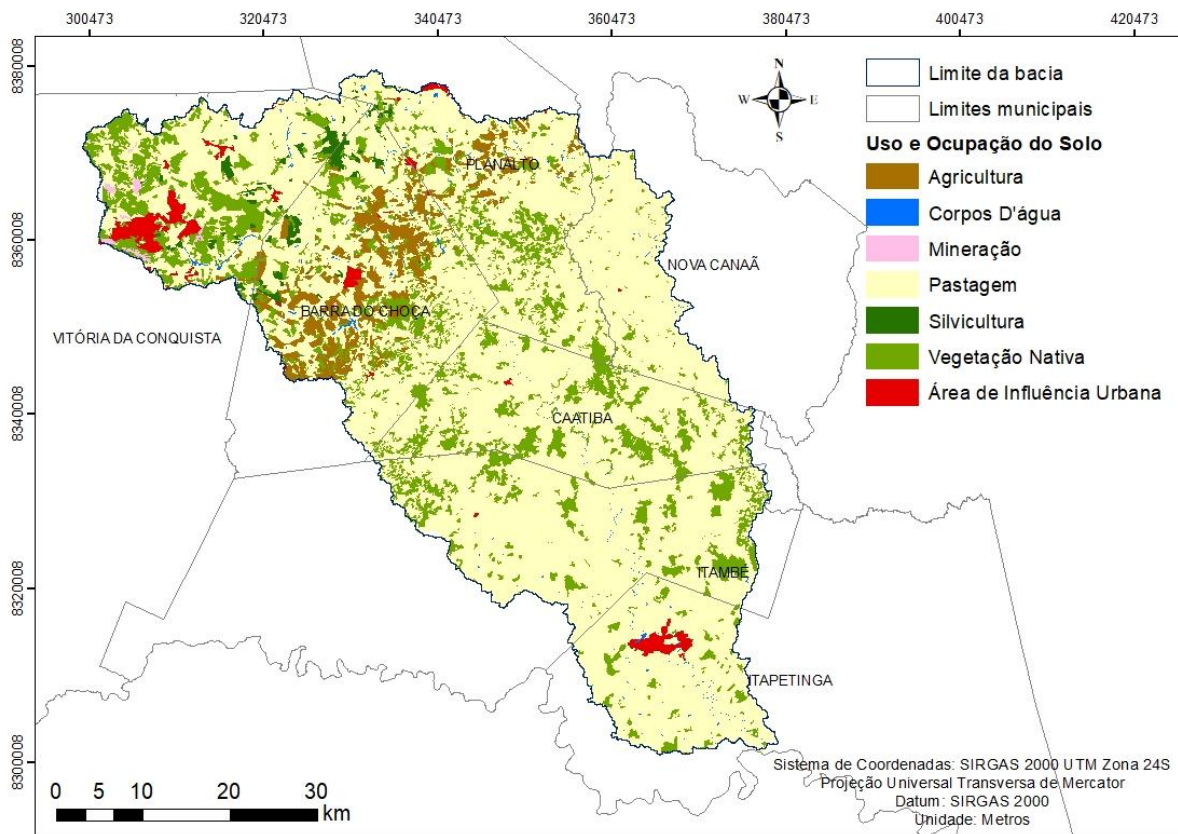 300473 320473 340473 360473 380473 400473 420473
8380008
8360008
8340008
8320008
8300008
N
W E
S
Limite da bacia
Limites municipais
Uso e Ocupação do Solo
Agricultura
Corpos D'água
Mineração
Pastagem
Silvicultura
Vegetação Nativa
Área de Influência Urbana
PLANALTO
NOVA CANAÃ
BARRA DO CHOÇA
VITÓRIA DA CONQUISTA
CAATIBA
ITAMBÉ
ITAPETINGA
Sistema de Coordenadas: SIRGAS 2000 UTM Zona 24S
Projeção Universal Transversa de Mercator
Datum: SIRGAS 2000
Unidade: Metros
0 5 10 20 30
km